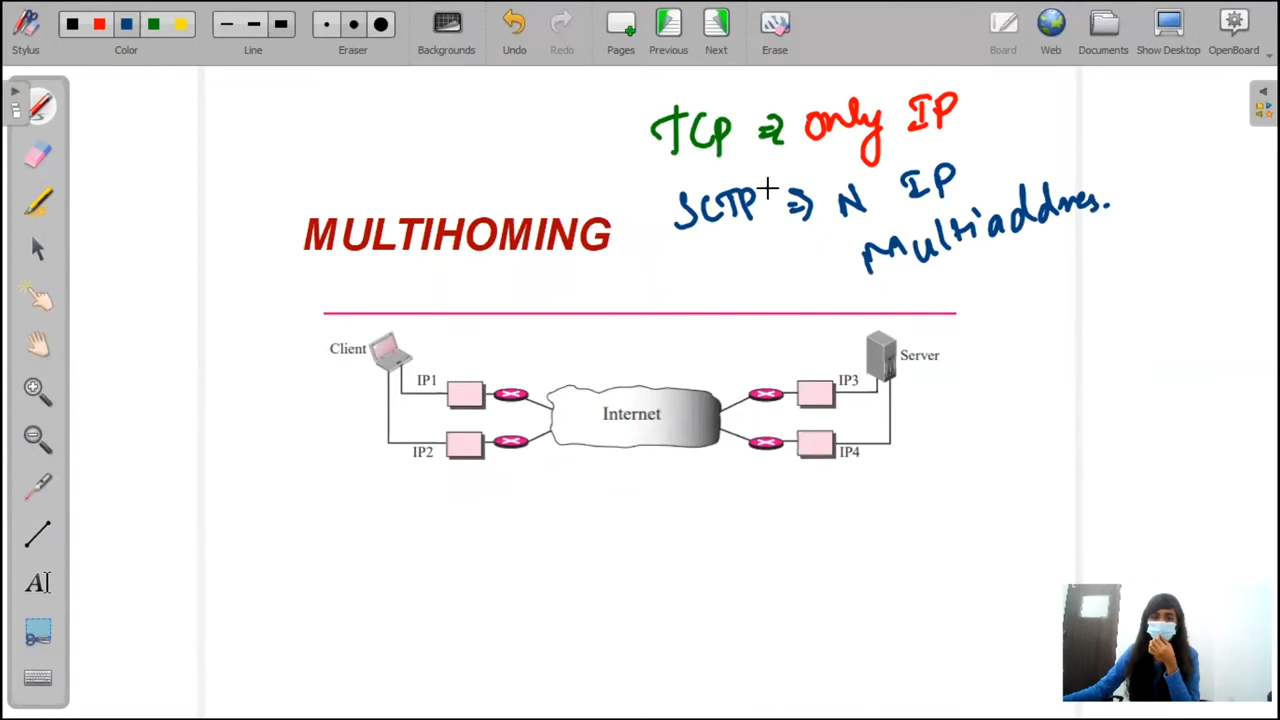 Stylus
Color
Line
Eraser
Backgrounds
Undo
Redo
Pages
Previous
Next
Erase
Board
Web
Documents
Show Desktop
OpenBoard
TCP ⇒ only IP
SCTP ⇒ N IP
Multiaddres.
MULTIHOMING
Client
Server
IP1
IP3
Internet
IP2
IP4